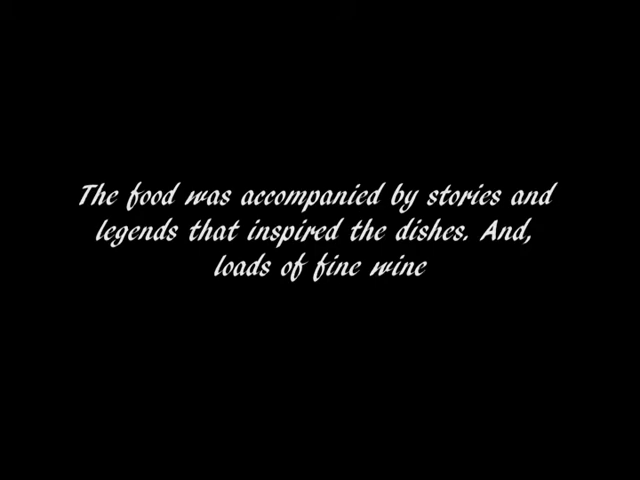 The food was accompanied by stories and
legends that inspired the dishes. And,
loads of fine wine